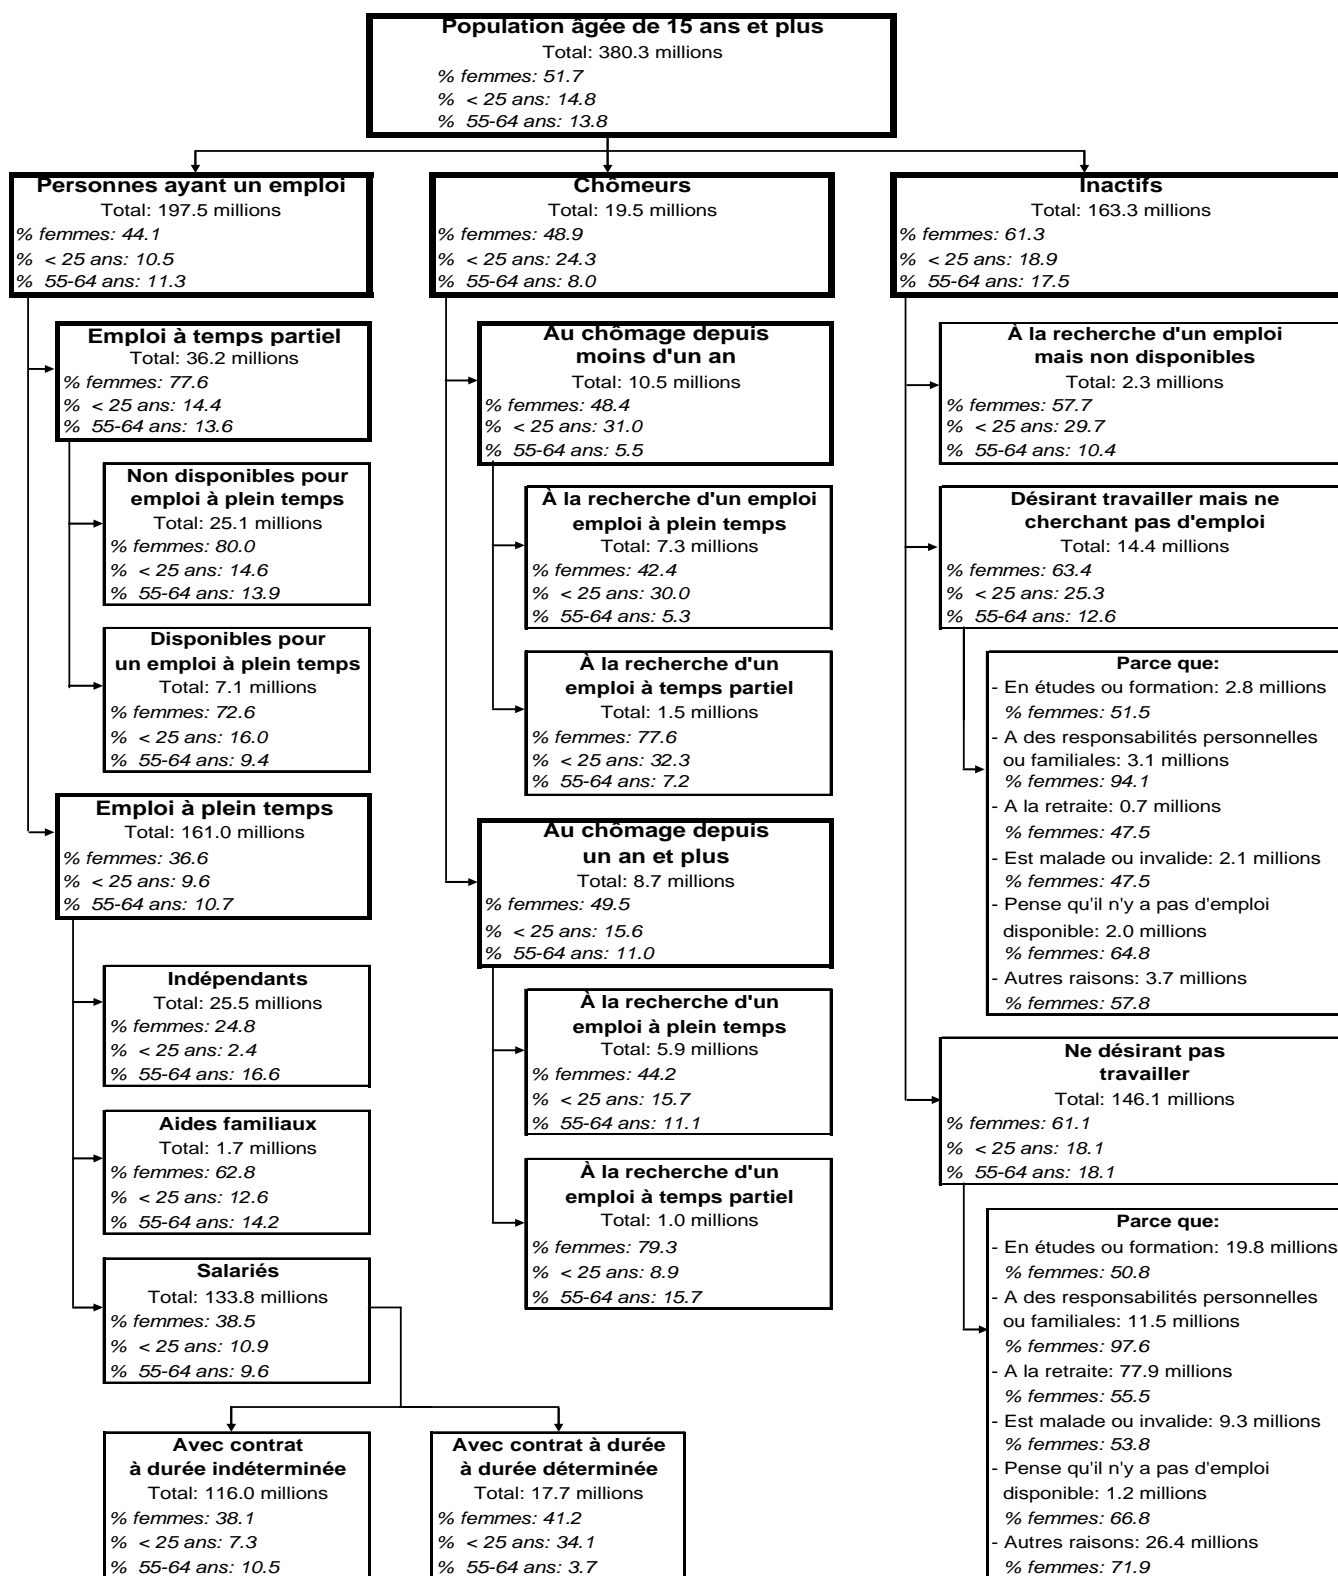 Population âgée de 15 ans et plus
Total: 380.3 millions
% femmes: 51.7
% < 25 ans: 14.8
% 55-64 ans: 13.8
Personnes ayant un emploi
Total: 197.5 millions
% femmes: 44.1
% < 25 ans: 10.5
% 55-64 ans: 11.3
Emploi à temps partiel
Total: 36.2 millions
% femmes: 77.6
% < 25 ans: 14.4
% 55-64 ans: 13.6
Non disponibles pour
emploi à plein temps
Total: 25.1 millions
% femmes: 80.0
% < 25 ans: 14.6
% 55-64 ans: 13.9
Disponibles pour
un emploi à plein temps
Total: 7.1 millions
% femmes: 72.6
% < 25 ans: 16.0
% 55-64 ans: 9.4
Emploi à plein temps
Total: 161.0 millions
% femmes: 36.6
% < 25 ans: 9.6
% 55-64 ans: 10.7
Indépendants
Total: 25.5 millions
% femmes: 24.8
% < 25 ans: 2.4
% 55-64 ans: 16.6
Aides familiaux
Total: 1.7 millions
% femmes: 62.8
% < 25 ans: 12.6
% 55-64 ans: 14.2
Salariés
Total: 133.8 millions
% femmes: 38.5
% < 25 ans: 10.9
% 55-64 ans: 9.6
Avec contrat
à durée indéterminée
Total: 116.0 millions
% femmes: 38.1
% < 25 ans: 7.3
% 55-64 ans: 10.5
Avec contrat à durée
à durée déterminée
Total: 17.7 millions
% femmes: 41.2
% < 25 ans: 34.1
% 55-64 ans: 3.7
Chômeurs
Total: 19.5 millions
% femmes: 48.9
% < 25 ans: 24.3
% 55-64 ans: 8.0
Au chômage depuis
moins d'un an
Total: 10.5 millions
% femmes: 48.4
% < 25 ans: 31.0
% 55-64 ans: 5.5
À la recherche d'un emploi
emploi à plein temps
Total: 7.3 millions
% femmes: 42.4
% < 25 ans: 30.0
% 55-64 ans: 5.3
À la recherche d'un
emploi à temps partiel
Total: 1.5 millions
% femmes: 77.6
% < 25 ans: 32.3
% 55-64 ans: 7.2
Au chômage depuis
un an et plus
Total: 8.7 millions
% femmes: 49.5
% < 25 ans: 15.6
% 55-64 ans: 11.0
À la recherche d'un
emploi à plein temps
Total: 5.9 millions
% femmes: 44.2
% < 25 ans: 15.7
% 55-64 ans: 11.1
À la recherche d'un
emploi à temps partiel
Total: 1.0 millions
% femmes: 79.3
% < 25 ans: 8.9
% 55-64 ans: 15.7
Inactifs
Total: 163.3 millions
% femmes: 61.3
% < 25 ans: 18.9
% 55-64 ans: 17.5
À la recherche d'un emploi
mais non disponibles
Total: 2.3 millions
% femmes: 57.7
% < 25 ans: 29.7
% 55-64 ans: 10.4
Désirant travailler mais ne
cherchant pas d'emploi
Total: 14.4 millions
% femmes: 63.4
% < 25 ans: 25.3
% 55-64 ans: 12.6
Parce que:
- En études ou formation: 2.8 millions
% femmes: 51.5
- A des responsabilités personnelles
ou familiales: 3.1 millions
% femmes: 94.1
- A la retraite: 0.7 millions
% femmes: 47.5
- Est malade ou invalide: 2.1 millions
% femmes: 47.5
- Pense qu'il n'y a pas d'emploi
disponible: 2.0 millions
% femmes: 64.8
- Autres raisons: 3.7 millions
% femmes: 57.8
Ne désirant pas
travailler
Total: 146.1 millions
% femmes: 61.1
% < 25 ans: 18.1
% 55-64 ans: 18.1
Parce que:
- En études ou formation: 19.8 millions
% femmes: 50.8
- A des responsabilités personnelles
ou familiales: 11.5 millions
% femmes: 97.6
- A la retraite: 77.9 millions
% femmes: 55.5
- Est malade ou invalide: 9.3 millions
% femmes: 53.8
- Pense qu'il n'y a pas d'emploi
disponible: 1.2 millions
% femmes: 66.8
- Autres raisons: 26.4 millions
% femmes: 71.9